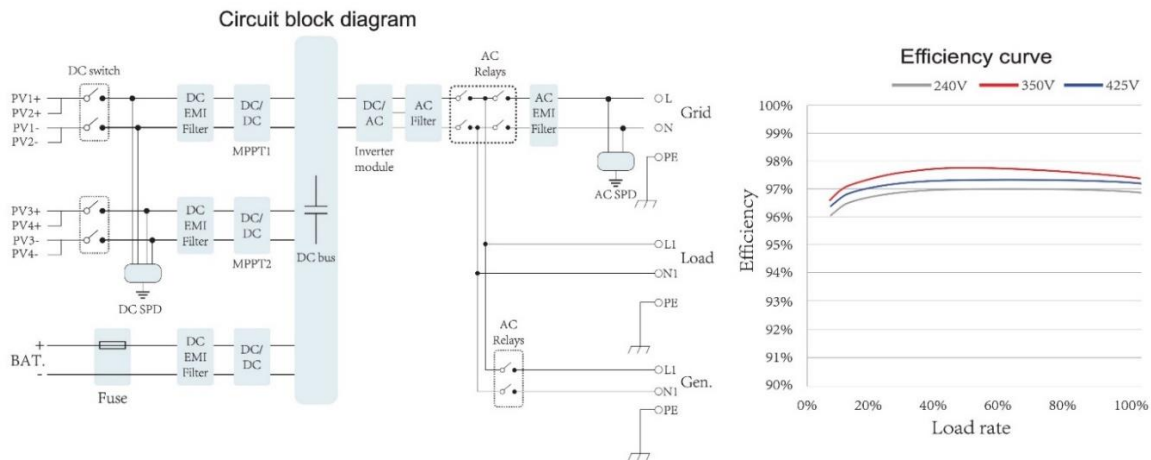 Circuit block diagram
DC switch
PV1+
PV2+
PV1-
PV2-
DC
EMI
Filter
DC/
DC
MPPT1
PV3+
PV4+
PV3-
PV4-
DC
EMI
Filter
DC/
DC
MPPT2
DC SPD
+
BAT.
-
Fuse
DC
EMI
Filter
DC/
DC
DC bus
DC/
AC
Inverter
module
AC
Filter
AC
Relays
AC
EMI
Filter
AC SPD
L
Grid
N
PE
L1
Load
N1
PE
AC
Relays
L1
Gen.
N1
PE
Efficiency curve
240V 350V 425V
Efficiency
100%
99%
98%
97%
96%
95%
94%
93%
92%
91%
90%
0% 20% 40% 60% 80% 100%
Load rate